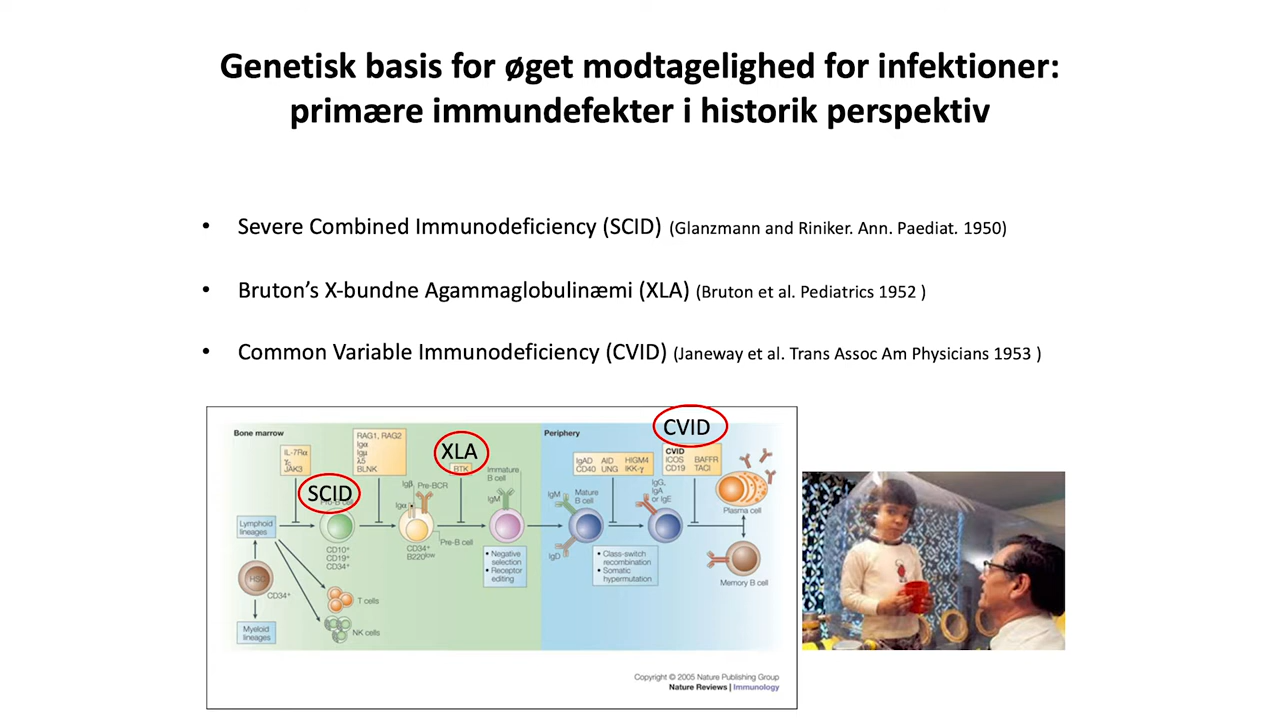 Genetisk basis for øget modtagelighed for infektioner:
primære immundefekter i historik perspektiv
• Severe Combined Immunodeficiency (SCID) (Glanzmann and Riniker. Ann. Paediat. 1950)
• Bruton’s X-bundne Agammaglobulinæmi (XLA) (Bruton et al. Pediatrics 1952 )
• Common Variable Immunodeficiency (CVID) (Janeway et al. Trans Assoc Am Physicians 1953 )
Bone marrow
IL-7Rα
γc
JAK3
RAG1, RAG2
Igα
Igμ
λ5
BLNK
XLA
BTK
SCID
Igβ
Pre-BCR
Igα
Immature
B cell
IgM
Lymphoid
lineages
CD10⁺
CD19⁺
CD34⁺
CD34⁺
B220low
Pre-B cell
• Negative
selection
• Receptor
editing
HSC
CD34⁺
T cells
NK cells
Myeloid
lineages
Periphery
CVID
IgAD AID HIGM4
CD40 UNG IKK-γ
CVID
ICOS BAFFR
CD19 TACI
IgM
Mature
B cell
IgD
IgG,
IgA
or IgE
• Class-switch
recombination
• Somatic
hypermutation
Plasma cell
Memory B cell
Copyright © 2005 Nature Publishing Group
Nature Reviews | Immunology